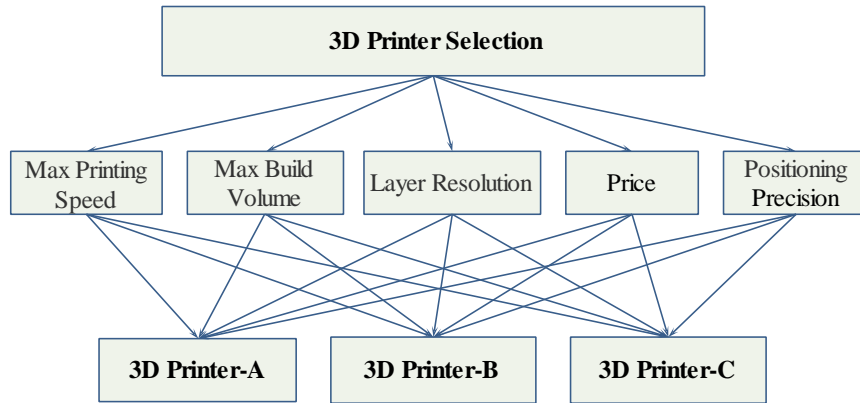 3D Printer Selection
Max Printing
Speed
Max Build
Volume
Layer Resolution
Price
Positioning
Precision
3D Printer-A
3D Printer-B
3D Printer-C